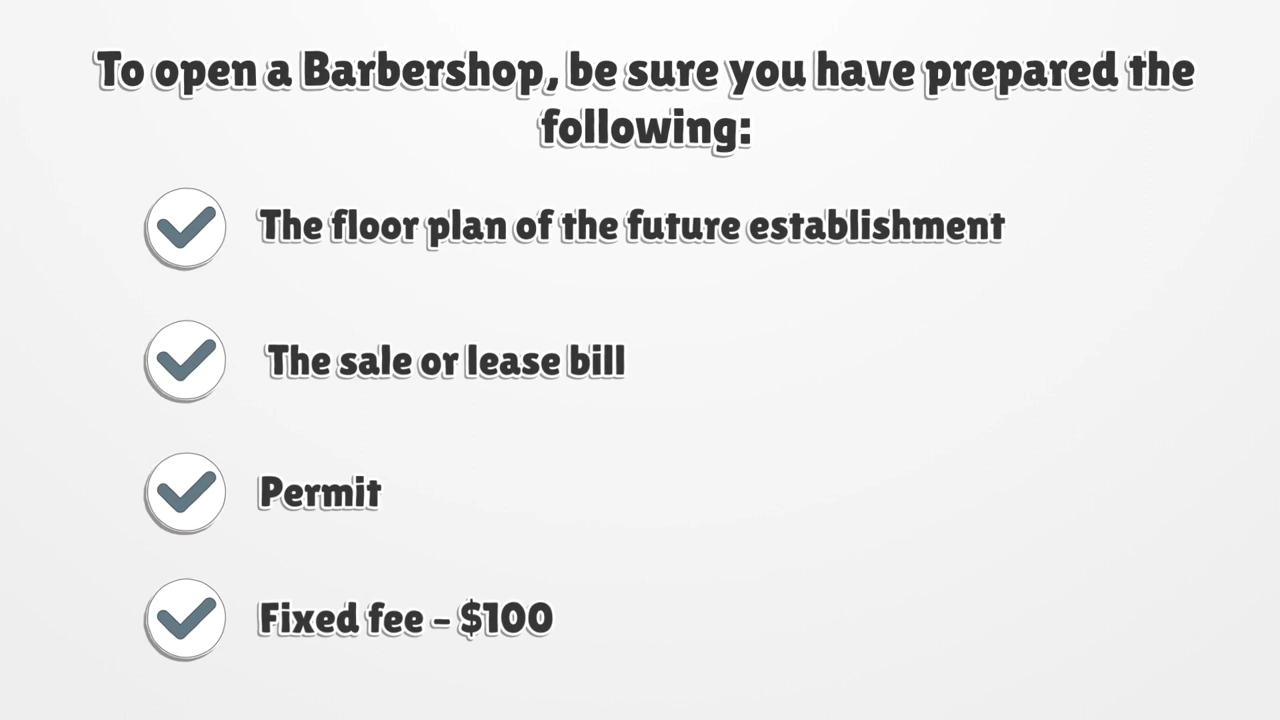 To open a Barbershop, be sure you have prepared the
following:
The floor plan of the future establishment
The sale or lease bill
Permit
Fixed fee – $100